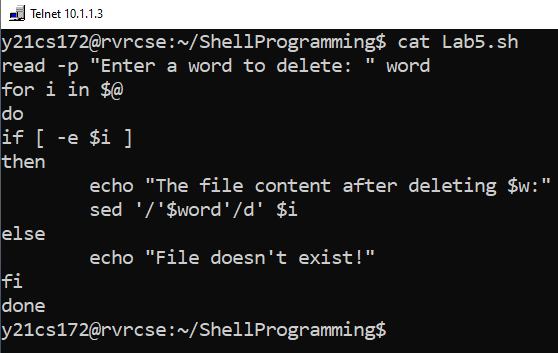 Telnet 10.1.1.3
y21cs172@rvrcse:~/ShellProgramming$ cat Lab5.sh
read -p "Enter a word to delete: " word
for i in $@
do
if [ -e $i ]
then
        echo "The file content after deleting $w:"
        sed '/'$word'/d' $i
else
        echo "File doesn't exist!"
fi
done
y21cs172@rvrcse:~/ShellProgramming$